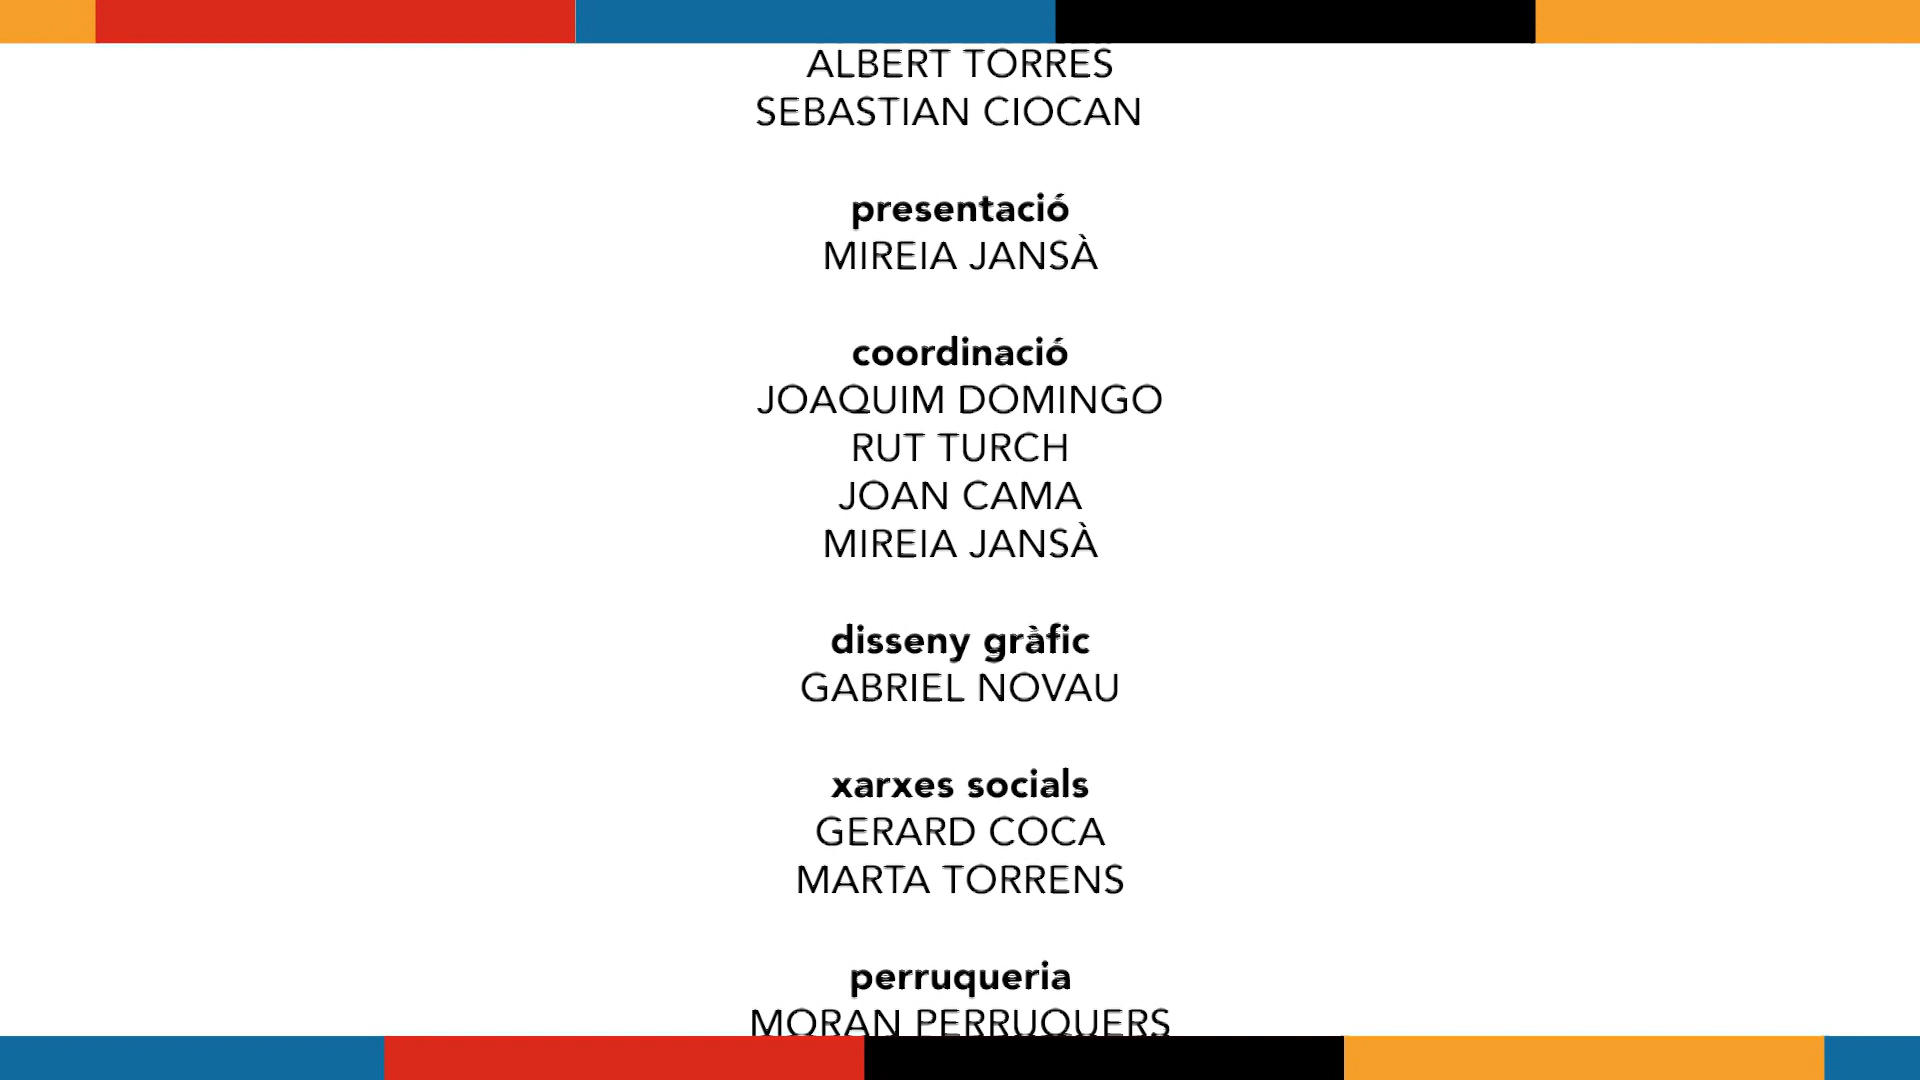 ALBERT TORRES
SEBASTIAN CIOCAN
presentació
MIREIA JANSÀ
coordinació
JOAQUIM DOMINGO
RUT TURCH
JOAN CAMA
MIREIA JANSÀ
disseny gràfic
GABRIEL NOVAU
xarxes socials
GERARD COCA
MARTA TORRENS
perruqueria
MORAN PERRUQUERS